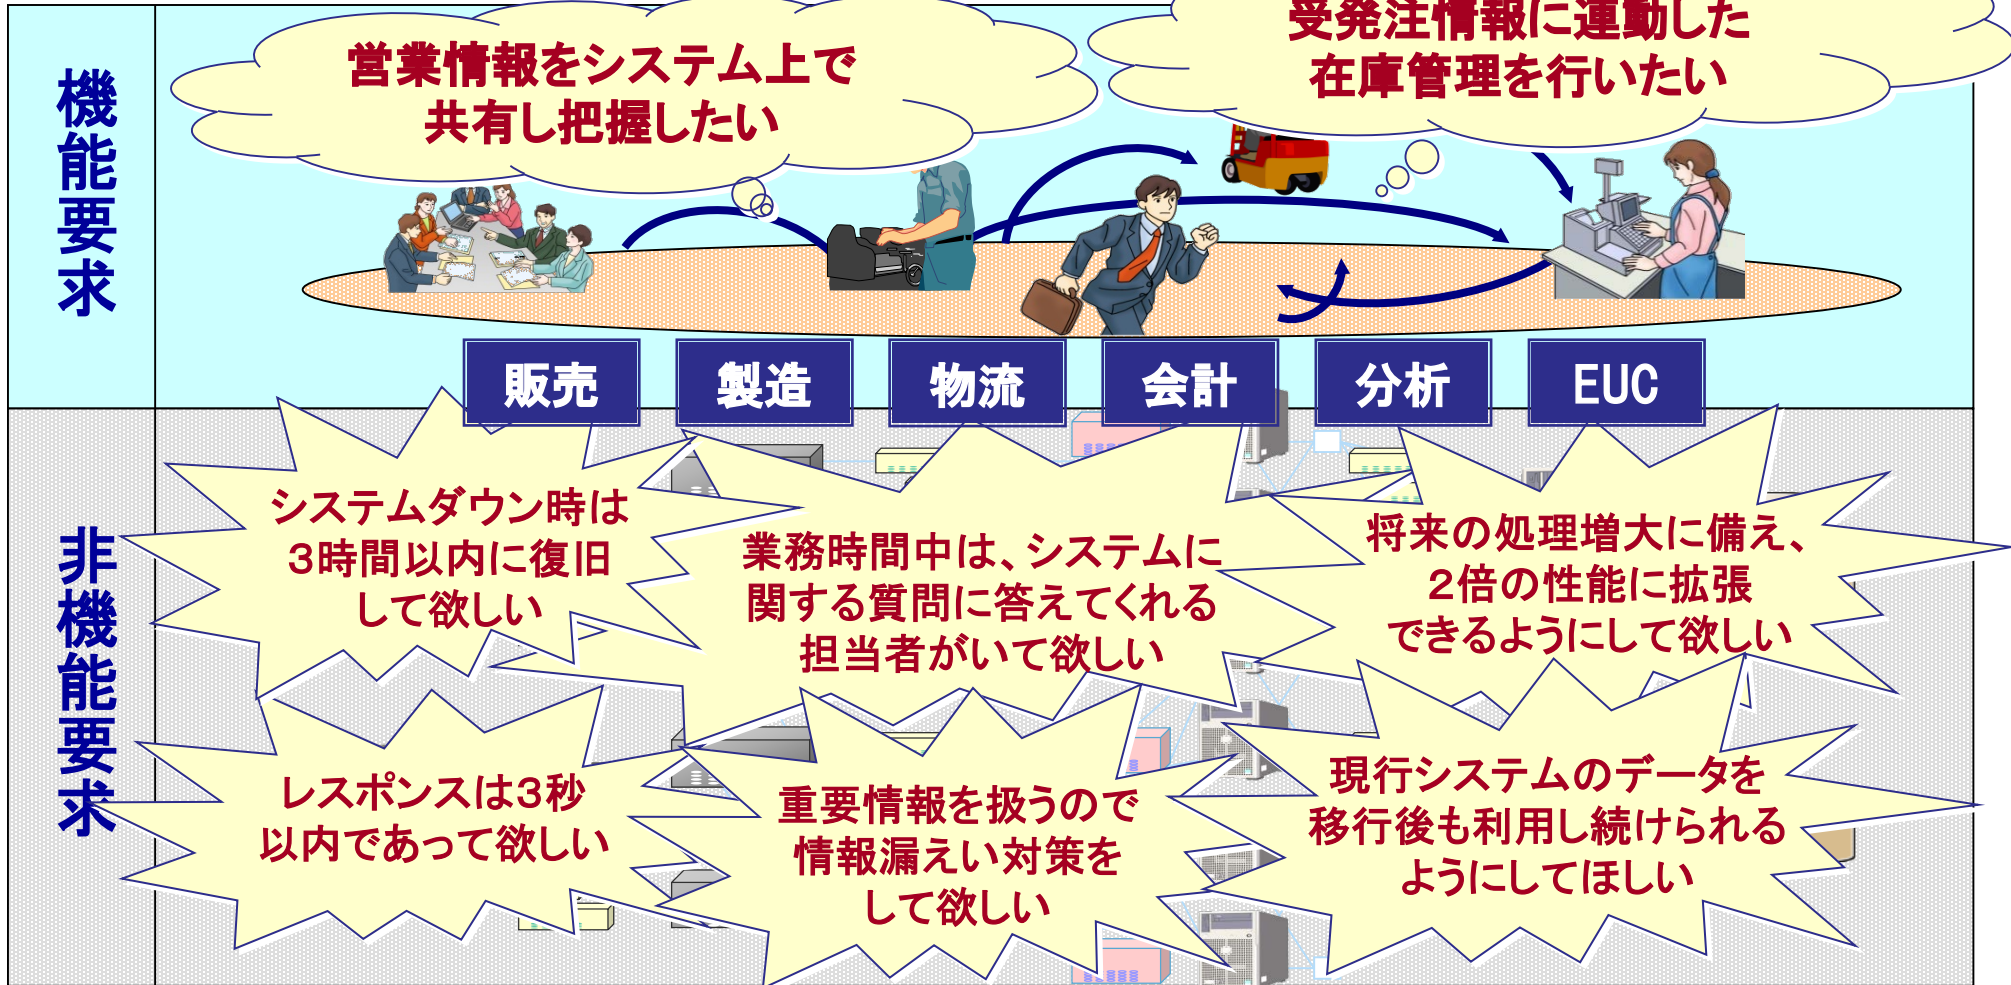 機能要求
営業情報をシステム上で
共有し把握したい
受発注情報に連動した
在庫管理を行いたい
販売
製造
物流
会計
分析
EUC
非機能要求
システムダウン時は
3時間以内に復旧
して欲しい
業務時間中は、システムに
関する質問に答えてくれる
担当者がいて欲しい
将来の処理増大に備え、
2倍の性能に拡張
できるようにして欲しい
レスポンスは3秒
以内であって欲しい
重要情報を扱うので
情報漏えい対策を
して欲しい
現行システムのデータを
移行後も利用し続けられる
ようにしてほしい